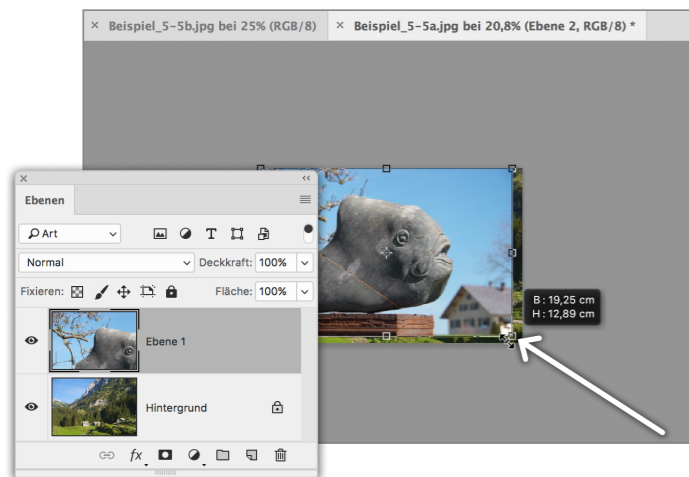 × Beispiel_5-5b.jpg bei 25% (RGB/8) × Beispiel_5-5a.jpg bei 20,8% (Ebene 2, RGB/8) *
Ebenen
Art
Normal Deckkraft: 100%
Fixieren: Fläche: 100%
Ebene 1
Hintergrund
fx
B: 19,25 cm
H: 12,89 cm